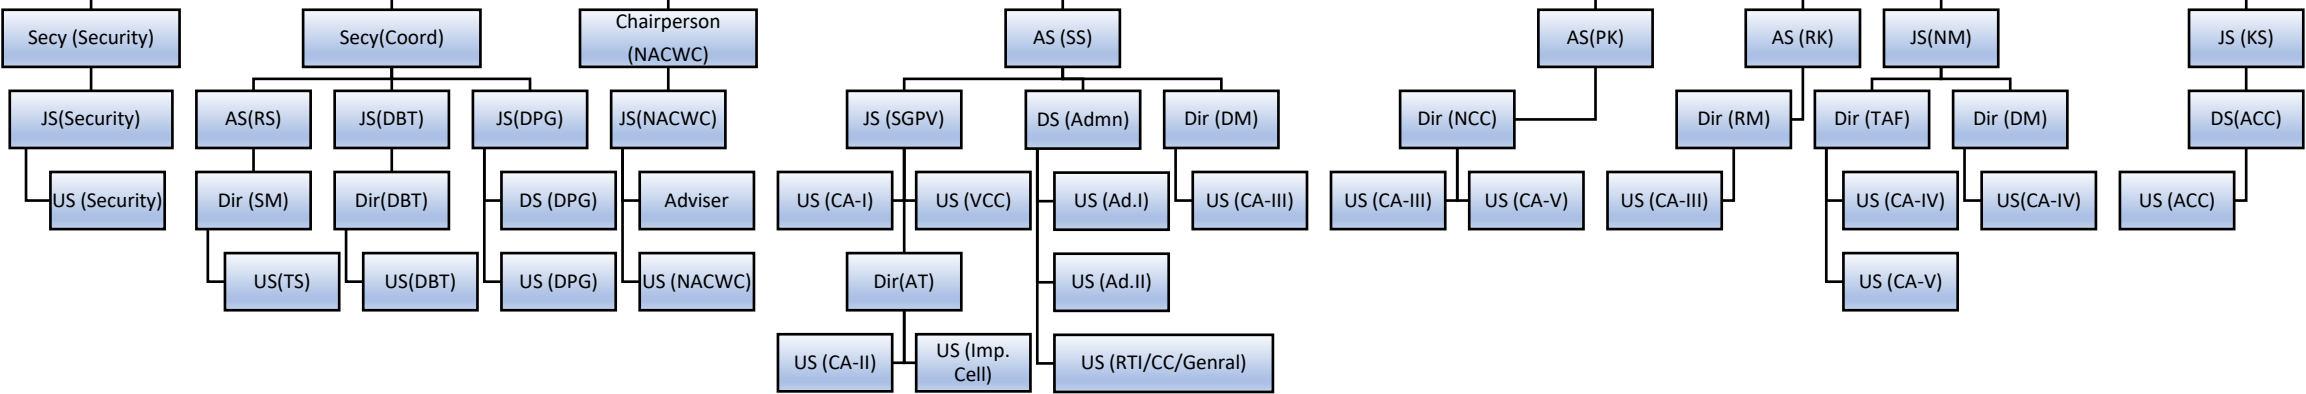 Secy (Security)
Secy(Coord)
Chairperson
(NACWC)
AS (SS)
AS(PK)
AS (RK)
JS(NM)
JS (KS)
JS(Security)
AS(RS)
JS(DBT)
JS(DPG)
JS(NACWC)
JS (SGPV)
DS (Admn)
Dir (DM)
Dir (NCC)
Dir (RM)
Dir (TAF)
Dir (DM)
DS(ACC)
US (Security)
Dir (SM)
Dir(DBT)
DS (DPG)
Adviser
US (CA-I)
US (VCC)
US (Ad.I)
US (CA-III)
US (CA-III)
US (CA-V)
US (CA-III)
US (CA-IV)
US(CA-IV)
US (ACC)
US(TS)
US(DBT)
US (DPG)
US (NACWC)
Dir(AT)
US (Ad.II)
US (CA-V)
US (CA-II)
US (Imp.
Cell)
US (RTI/CC/Genral)